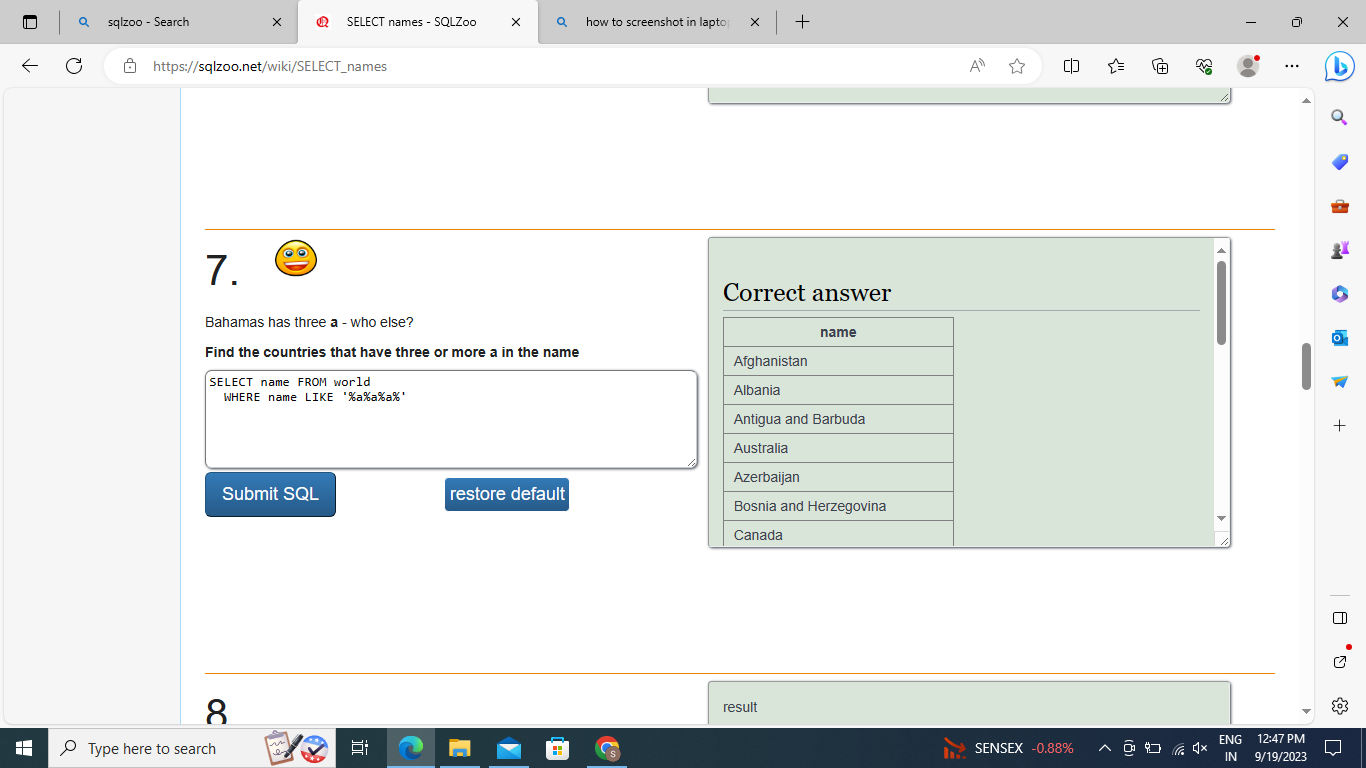 sqlzoo - Search
SELECT names - SQLZoo
how to screenshot in lapto
https://sqlzoo.net/wiki/SELECT_names
7.
Bahamas has three a - who else?
Find the countries that have three or more a in the name
SELECT name FROM world
WHERE name LIKE '%a%a%a%'
Submit SQL
restore default
Correct answer
name
Afghanistan
Albania
Antigua and Barbuda
Australia
Azerbaijan
Bosnia and Herzegovina
Canada
8
result
Type here to search
SENSEX -0.88%
ENG
IN
12:47 PM
9/19/2023